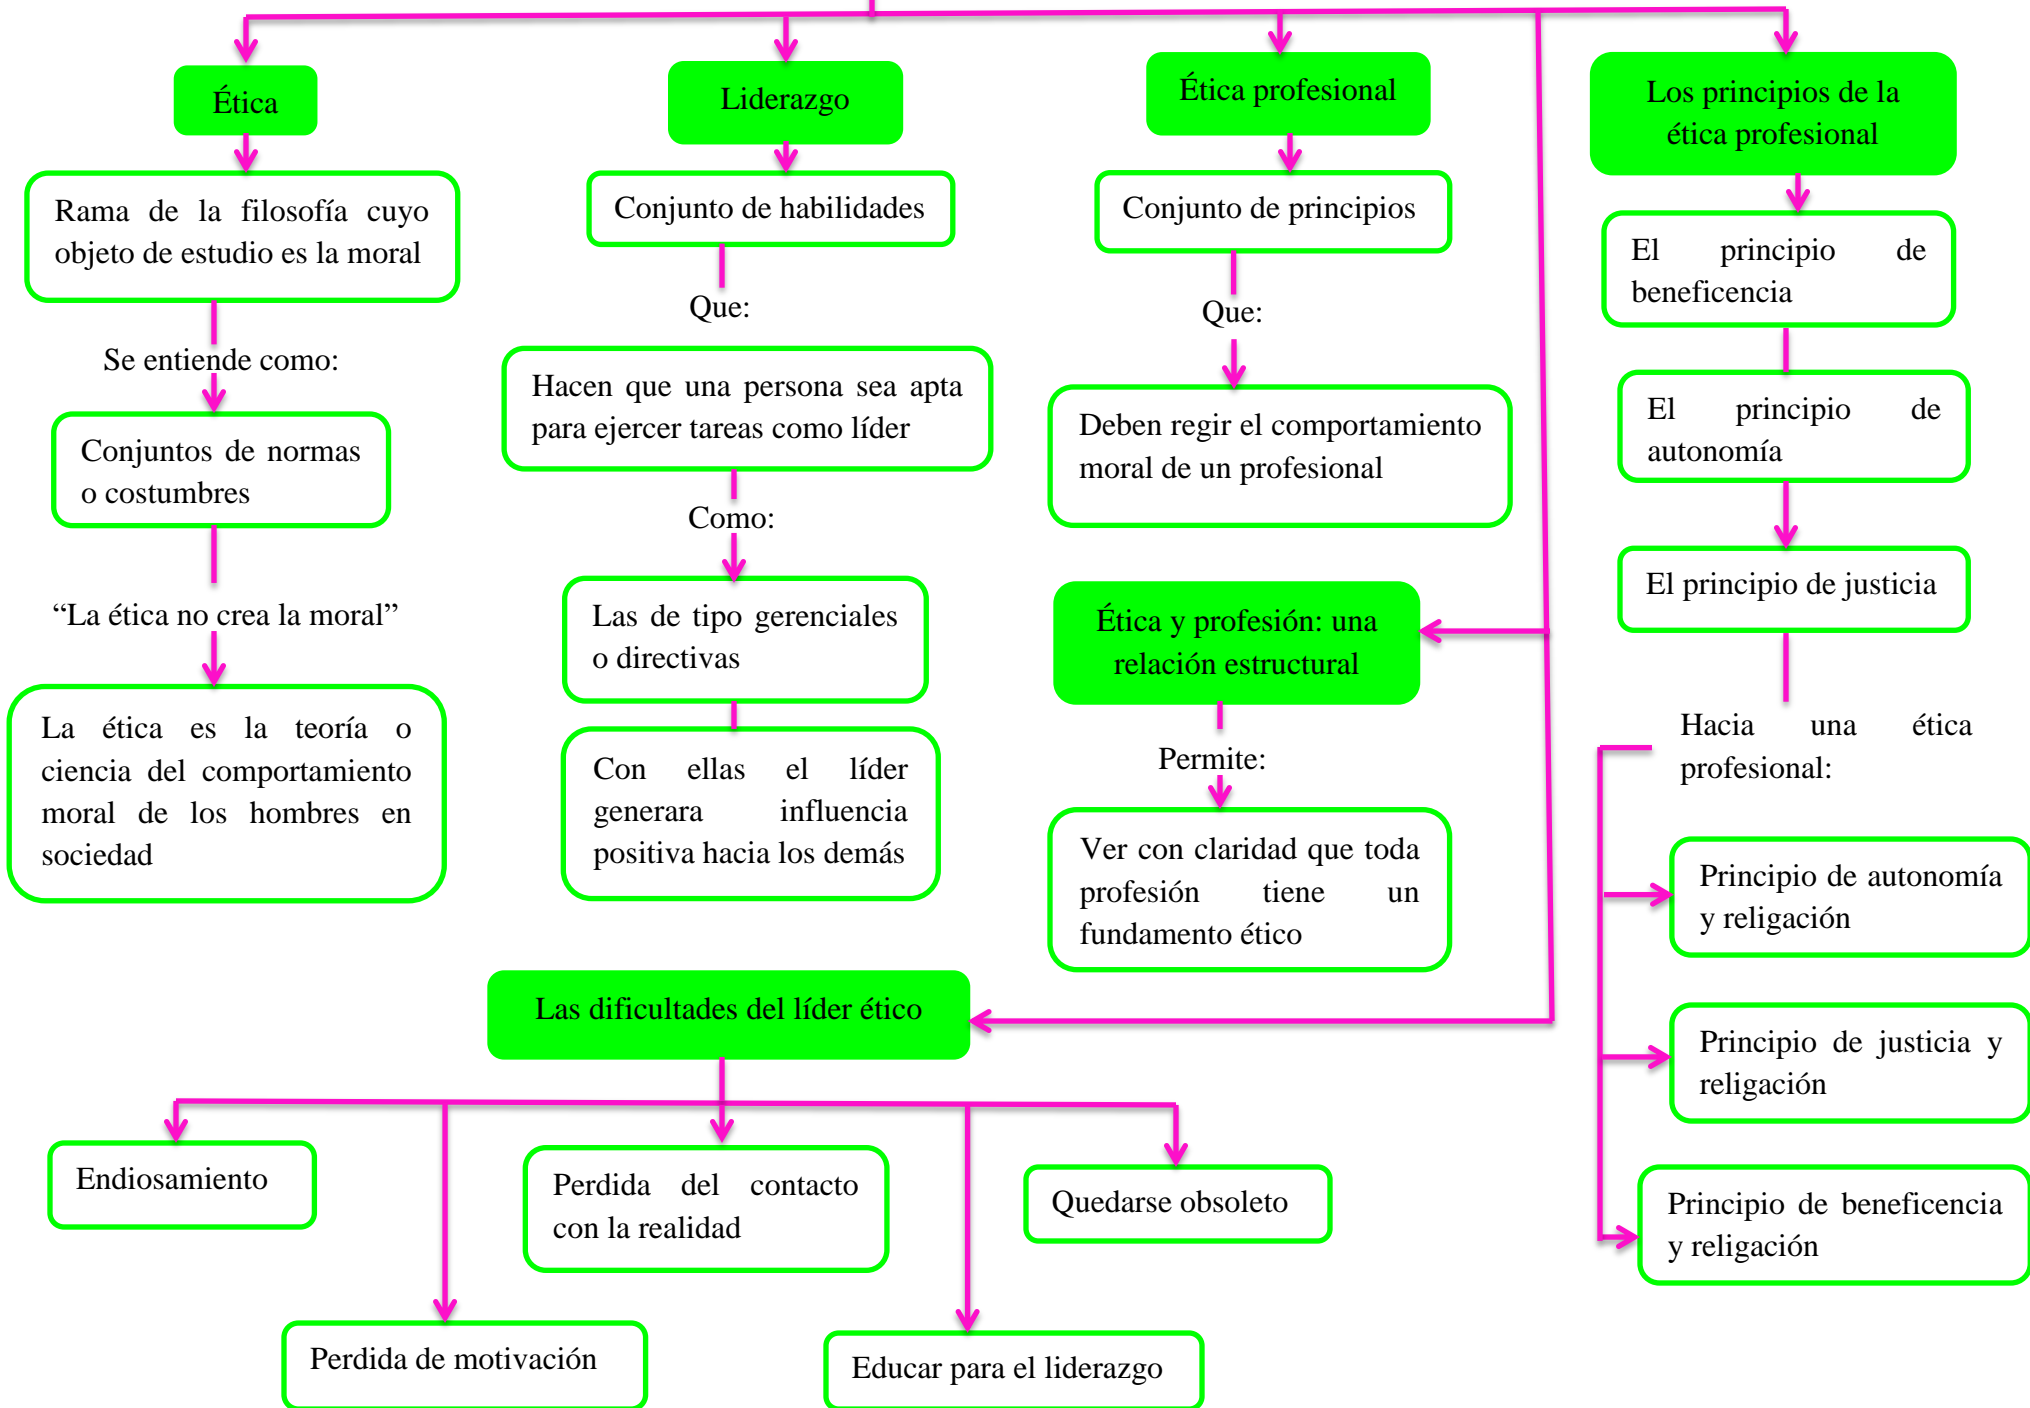 Ética
Rama de la filosofía cuyo
objeto de estudio es la moral
Se entiende como:
Conjuntos de normas
o costumbres
“La ética no crea la moral”
La ética es la teoría o
ciencia del comportamiento
moral de los hombres en
sociedad
Liderazgo
Conjunto de habilidades
Que:
Hacen que una persona sea apta
para ejercer tareas como líder
Como:
Las de tipo gerenciales
o directivas
Con ellas el líder
generara influencia
positiva hacia los demás
Ética profesional
Conjunto de principios
Que:
Deben regir el comportamiento
moral de un profesional
Ética y profesión: una
relación estructural
Permite:
Ver con claridad que toda
profesión tiene un
fundamento ético
Los principios de la
ética profesional
El principio de
beneficencia
El principio de
autonomía
El principio de justicia
Hacia una ética
profesional:
Principio de autonomía
y religación
Principio de justicia y
religación
Principio de beneficencia
y religación
Las dificultades del líder ético
Endiosamiento
Perdida de motivación
Perdida del contacto
con la realidad
Educar para el liderazgo
Quedarse obsoleto